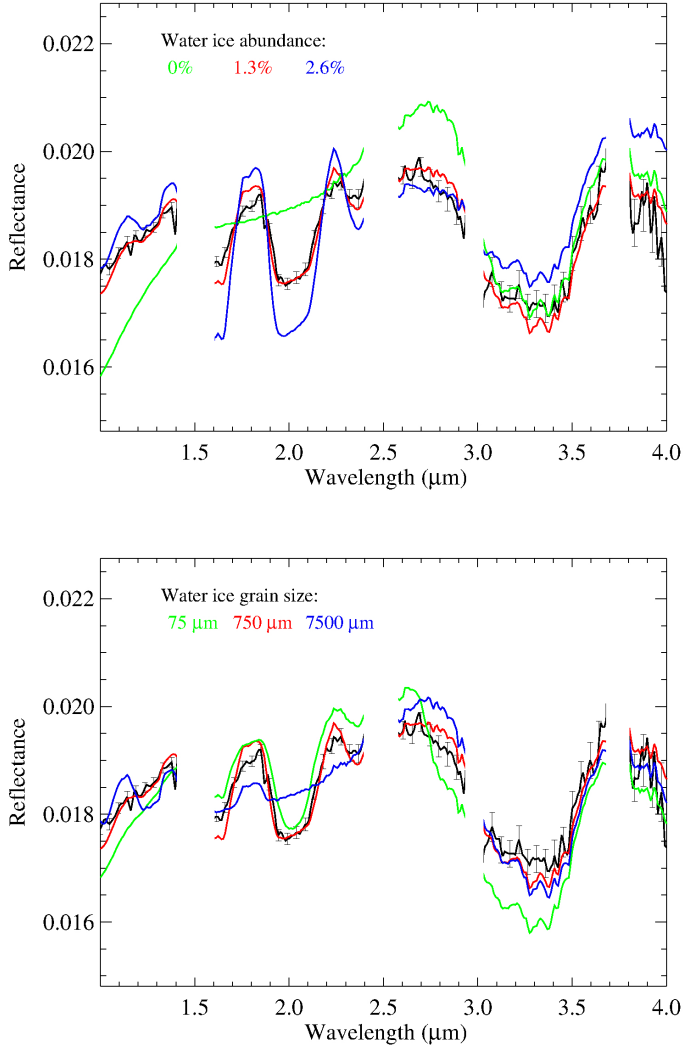 0.022
0.020
0.018
0.016
Reflectance
Water ice abundance:
0% 1.3% 2.6%
1.5 2.0 2.5 3.0 3.5 4.0
Wavelength (μm)
0.022
0.020
0.018
0.016
Reflectance
Water ice grain size:
75 μm 750 μm 7500 μm
1.5 2.0 2.5 3.0 3.5 4.0
Wavelength (μm)